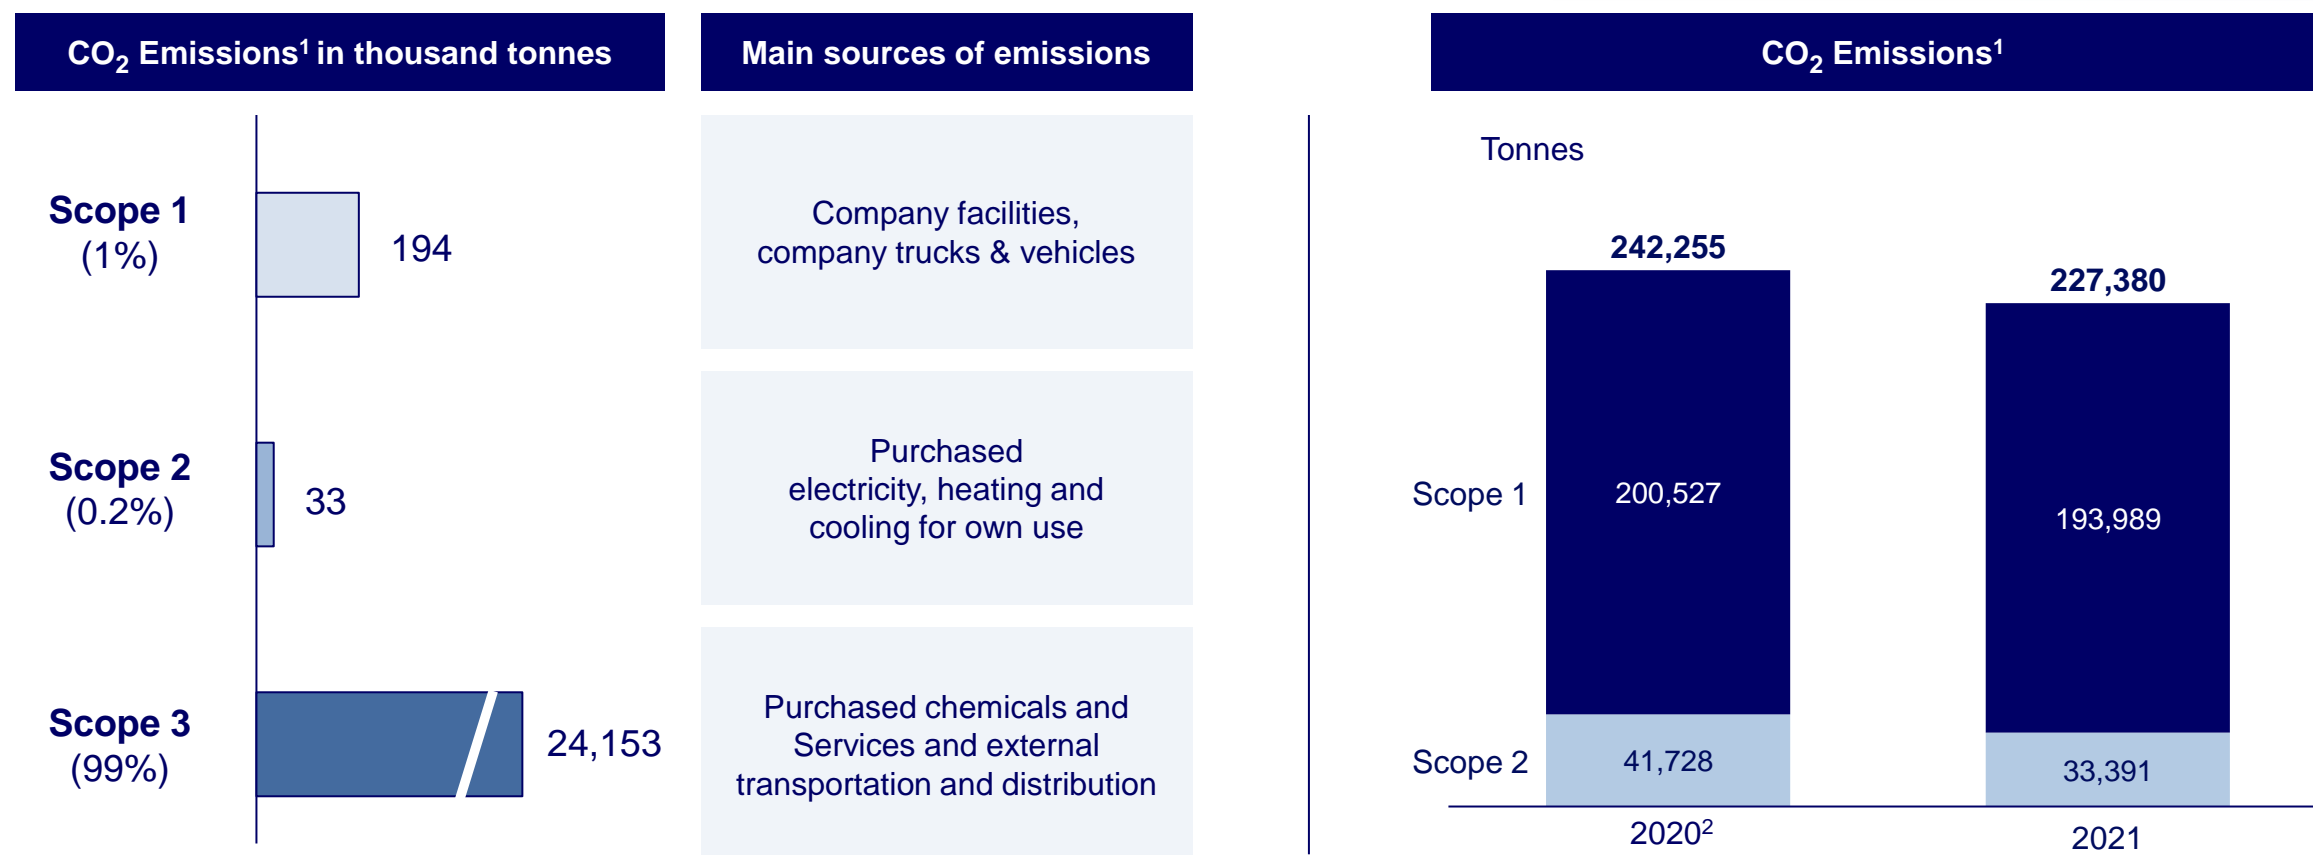 CO₂ Emissions¹ in thousand tonnes
Main sources of emissions
CO₂ Emissions¹
Scope 1
(1%)
194
Company facilities,
company trucks & vehicles
Scope 2
(0.2%)
33
Purchased
electricity, heating and
cooling for own use
Scope 3
(99%)
24,153
Purchased chemicals and
Services and external
transportation and distribution
Tonnes
242,255
227,380
Scope 1
200,527
193,989
Scope 2
41,728
33,391
2020²
2021